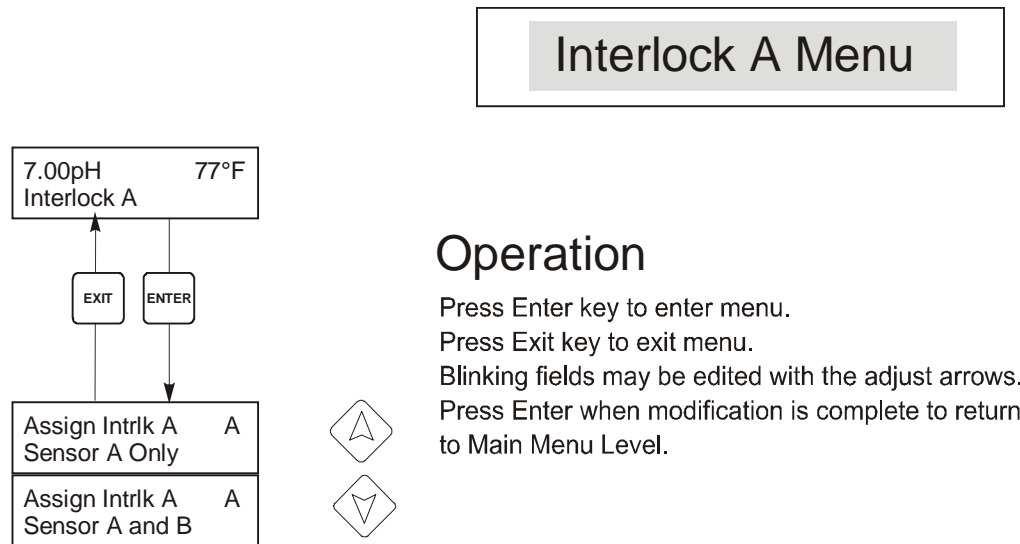 Interlock A Menu
7.00pH 77°F
Interlock A
EXIT ENTER
Assign Intrlk A A
Sensor A Only
Assign Intrlk A A
Sensor A and B
Operation
Press Enter key to enter menu.
Press Exit key to exit menu.
Blinking fields may be edited with the adjust arrows.
Press Enter when modification is complete to return
to Main Menu Level.